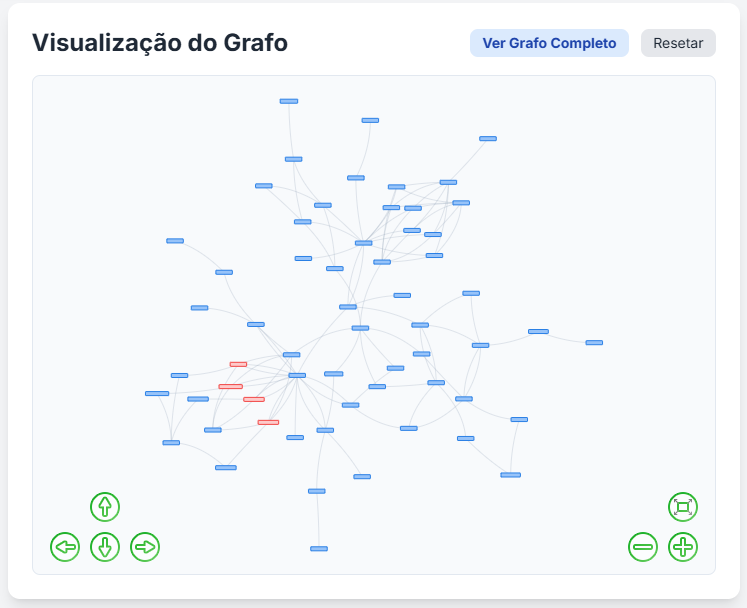 Visualização do Grafo
Ver Grafo Completo
Resetar